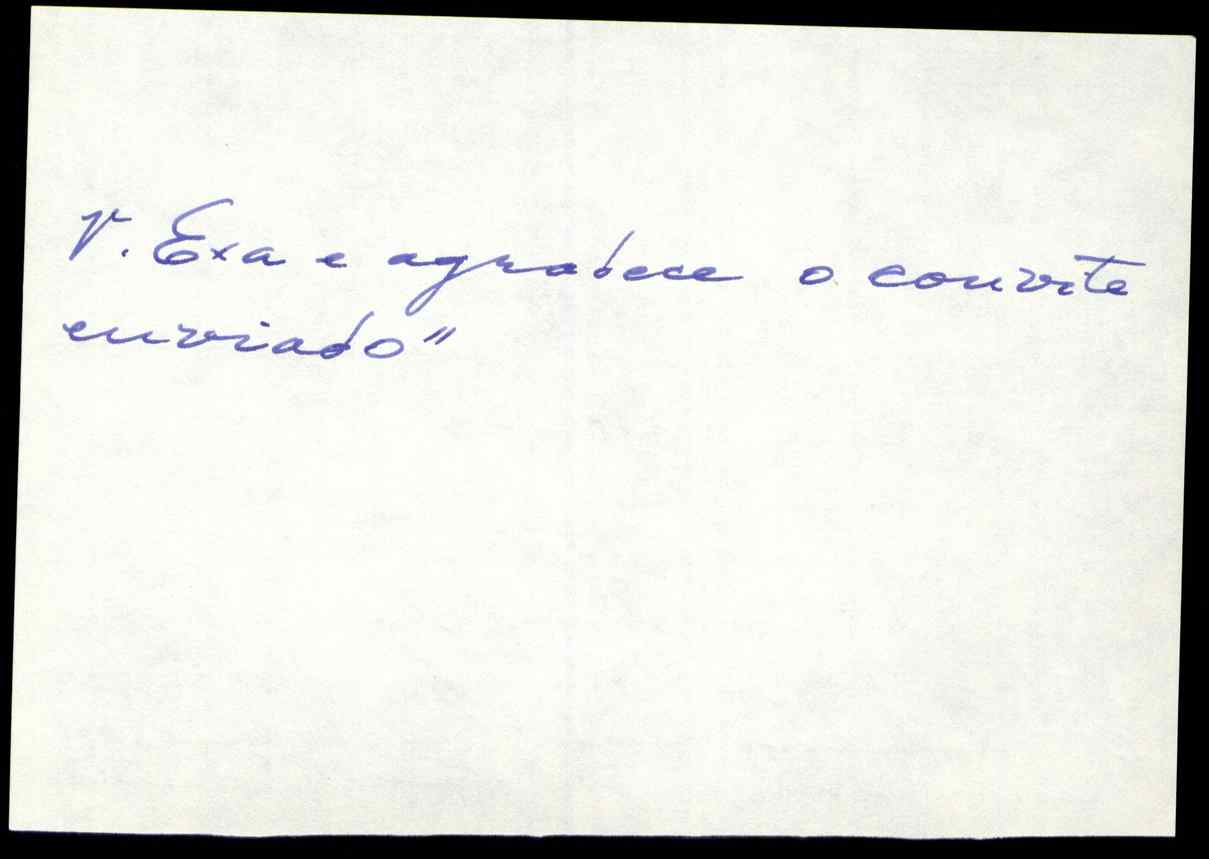 V. Exa e agradece o convite
enviado"